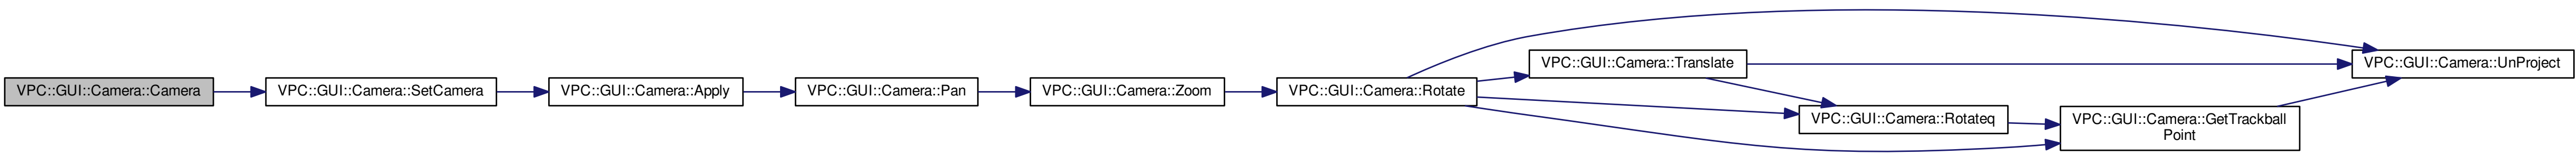 VPC::GUI::Camera::Camera
VPC::GUI::Camera::SetCamera
VPC::GUI::Camera::Apply
VPC::GUI::Camera::Pan
VPC::GUI::Camera::Zoom
VPC::GUI::Camera::Rotate
VPC::GUI::Camera::Translate
VPC::GUI::Camera::Rotateq
VPC::GUI::Camera::GetTrackball
Point
VPC::GUI::Camera::UnProject